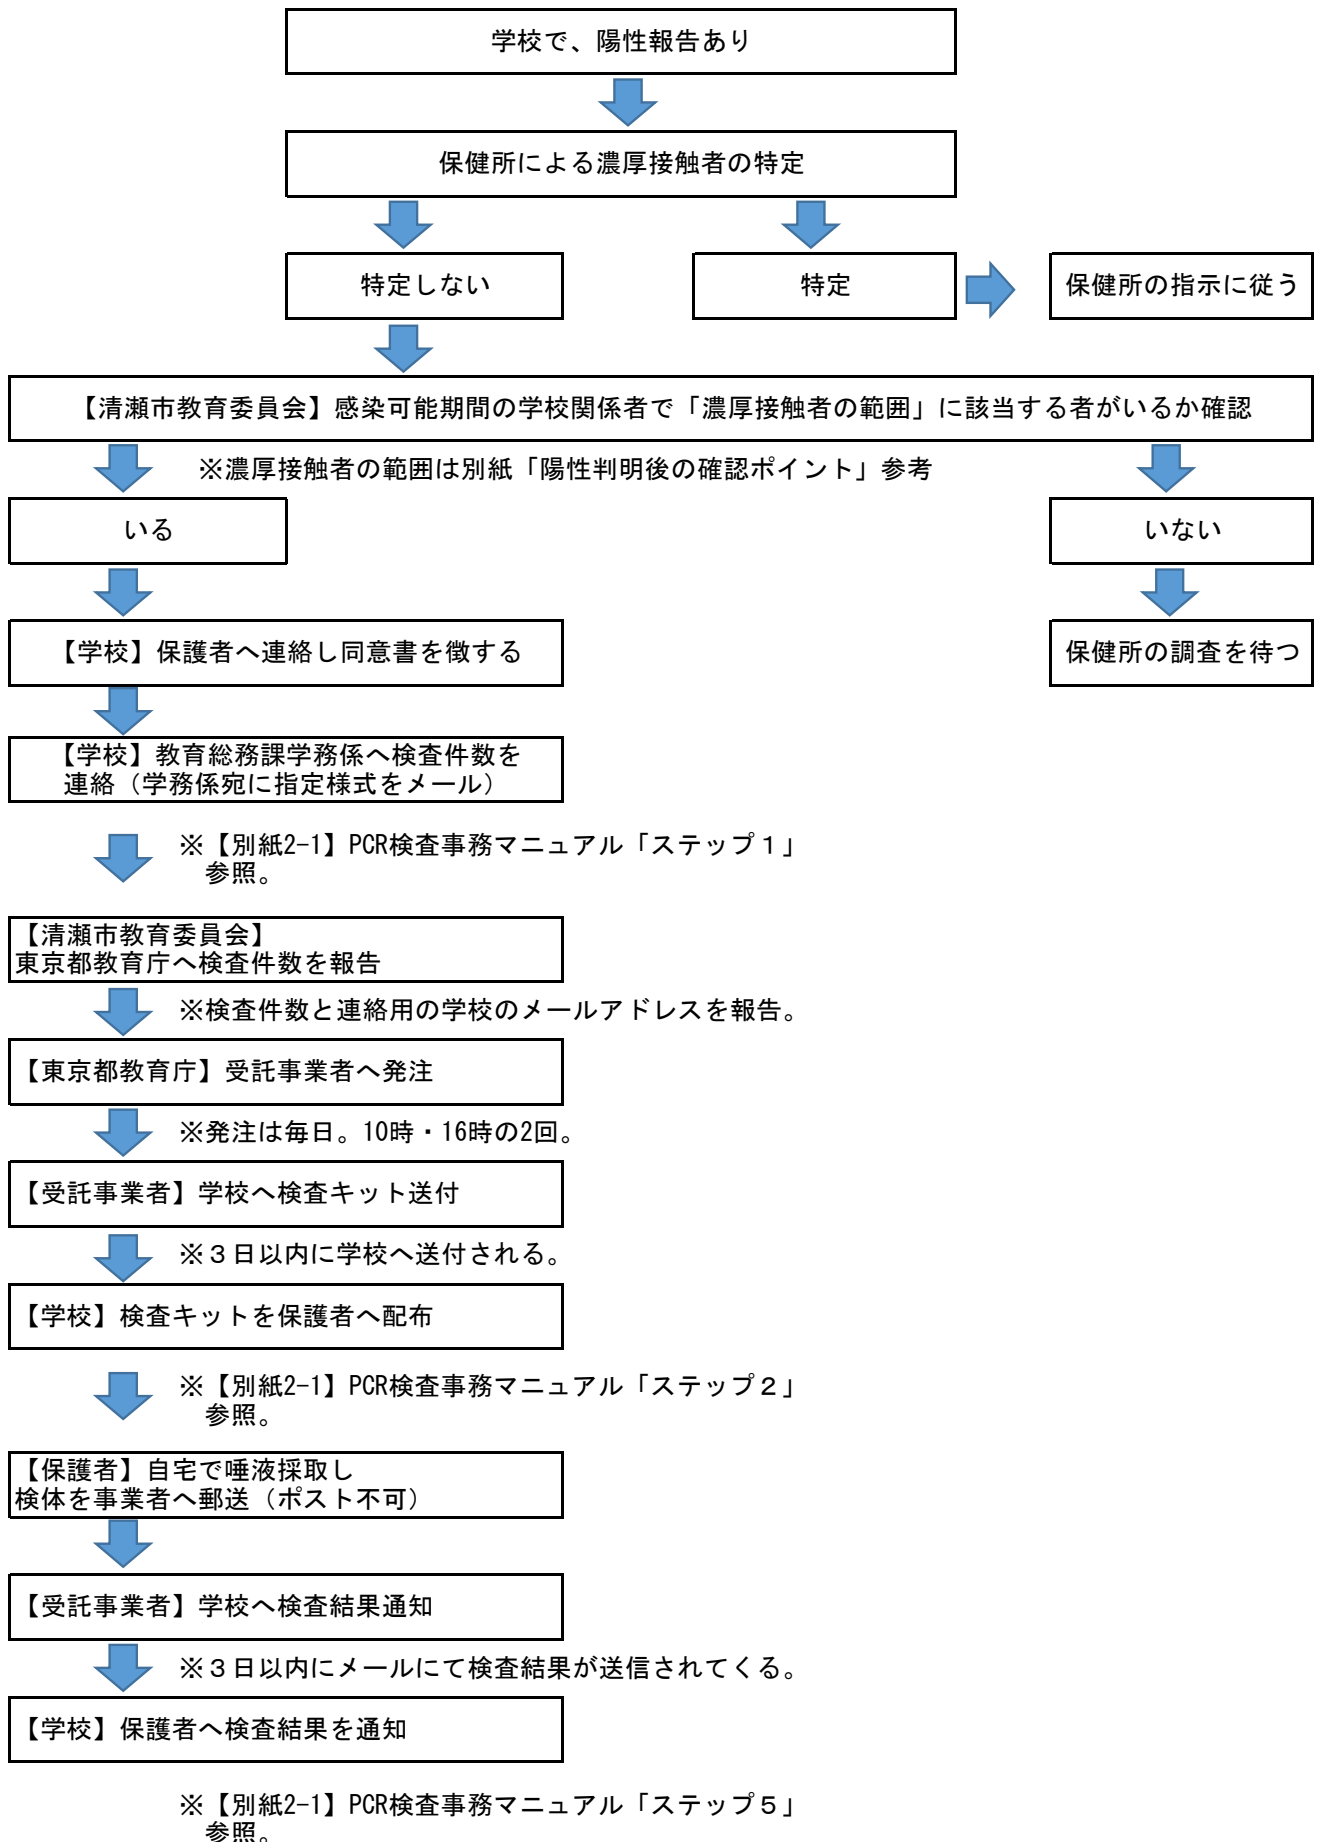 学校で、陽性報告あり
保健所による濃厚接触者の特定
特定しない
特定
保健所の指示に従う
【清瀬市教育委員会】感染可能期間の学校関係者で「濃厚接触者の範囲」に該当する者がいるか確認
※濃厚接触者の範囲は別紙「陽性判明後の確認ポイント」参考
いる
いない
【学校】保護者へ連絡し同意書を徴する
保健所の調査を待つ
【学校】教育総務課学務係へ検査件数を
連絡（学務係宛に指定様式をメール）
※【別紙2-1】PCR検査事務マニュアル「ステップ１」
参照。
【清瀬市教育委員会】
東京都教育庁へ検査件数を報告
※検査件数と連絡用の学校のメールアドレスを報告。
【東京都教育庁】受託事業者へ発注
※発注は毎日。10時・16時の2回。
【受託事業者】学校へ検査キット送付
※３日以内に学校へ送付される。
【学校】検査キットを保護者へ配布
※【別紙2-1】PCR検査事務マニュアル「ステップ２」
参照。
【保護者】自宅で唾液採取し
検体を事業者へ郵送（ポスト不可）
【受託事業者】学校へ検査結果通知
※３日以内にメールにて検査結果が送信されてくる。
【学校】保護者へ検査結果を通知
※【別紙2-1】PCR検査事務マニュアル「ステップ５」
参照。